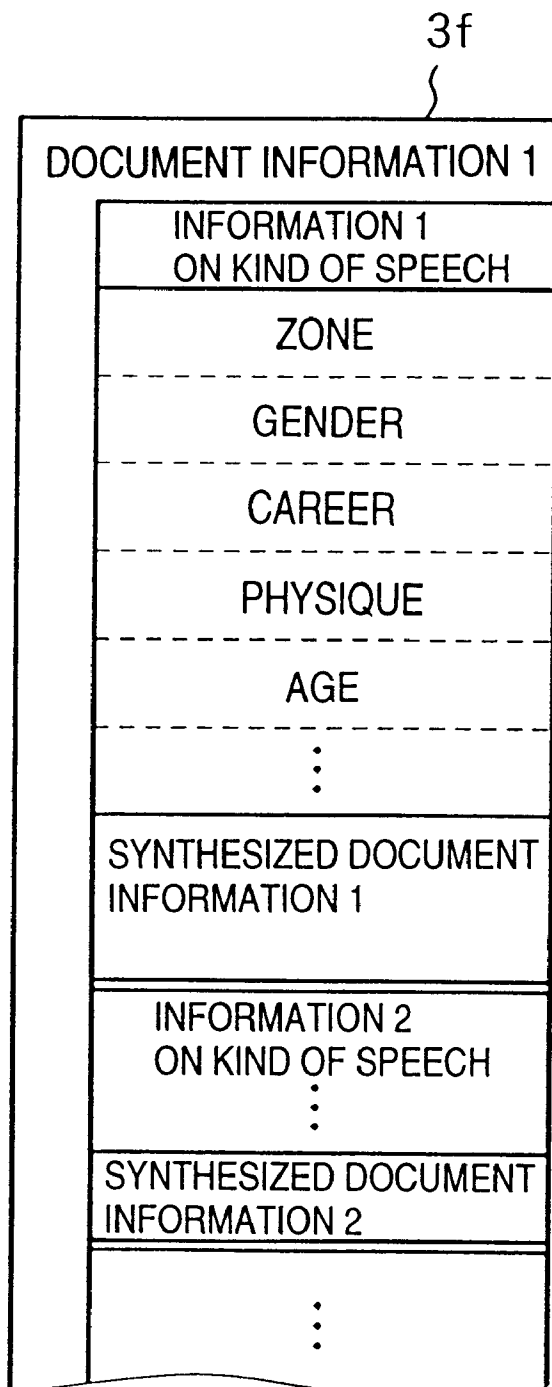 3f
DOCUMENT INFORMATION 1
INFORMATION 1
ON KIND OF SPEECH
ZONE
GENDER
CAREER
PHYSIQUE
AGE
⋮
SYNTHESIZED DOCUMENT
INFORMATION 1
INFORMATION 2
ON KIND OF SPEECH
⋮
SYNTHESIZED DOCUMENT
INFORMATION 2
⋮